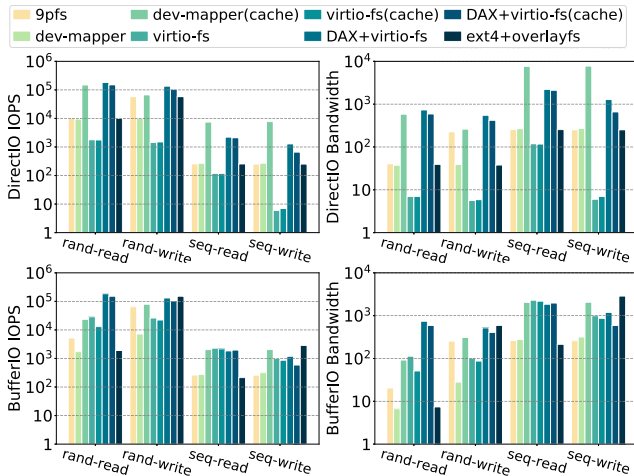 9pfs dev-mapper(cache) virtio-fs(cache) DAX+virtio-fs(cache)
dev-mapper virtio-fs DAX+virtio-fs ext4+overlayfs
DirectIO IOPS
10^6
10^5
10^4
10^3
10^2
10
1
rand-read rand-write seq-read seq-write
DirectIO Bandwidth
10^4
10^3
10^2
10
1
rand-read rand-write seq-read seq-write
BufferIO IOPS
10^6
10^5
10^4
10^3
10^2
10
1
rand-read rand-write seq-read seq-write
BufferIO Bandwidth
10^4
10^3
10^2
10
1
rand-read rand-write seq-read seq-write